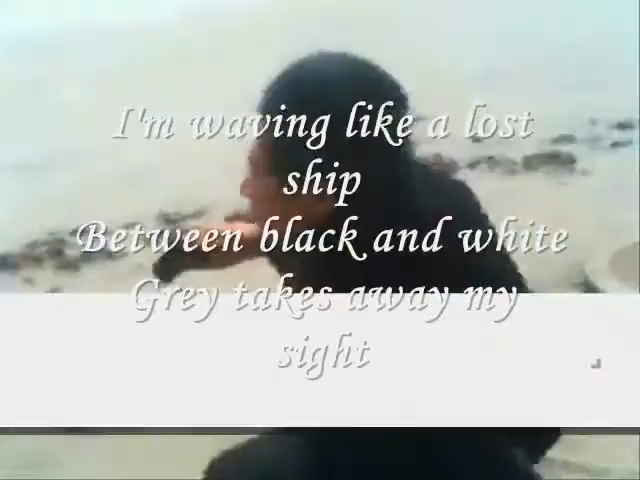 I'm waving like a lost
ship
Between black and white
Grey takes away my
sight